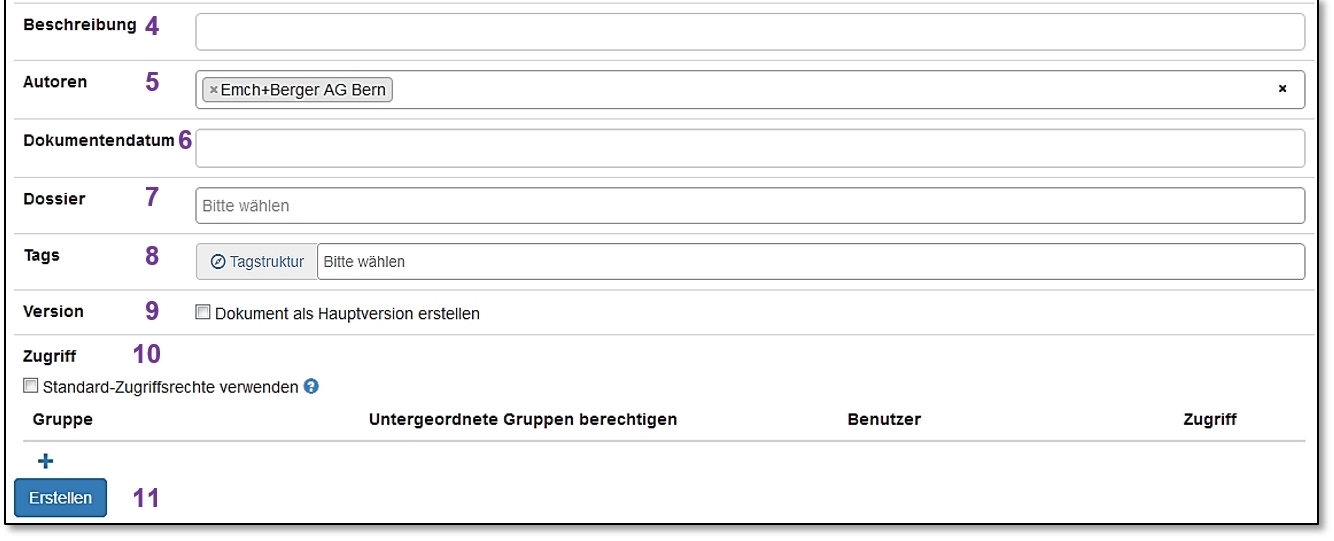 Beschreibung 4
Autoren 5 ×Emch+Berger AG Bern ×
Dokumentendatum 6
Dossier 7 Bitte wählen
Tags 8 Tagstruktur Bitte wählen
Version 9 Dokument als Hauptversion erstellen
Zugriff 10
Standard-Zugriffsrechte verwenden ?
Gruppe Untergeordnete Gruppen berechtigen Benutzer Zugriff
+
Erstellen 11